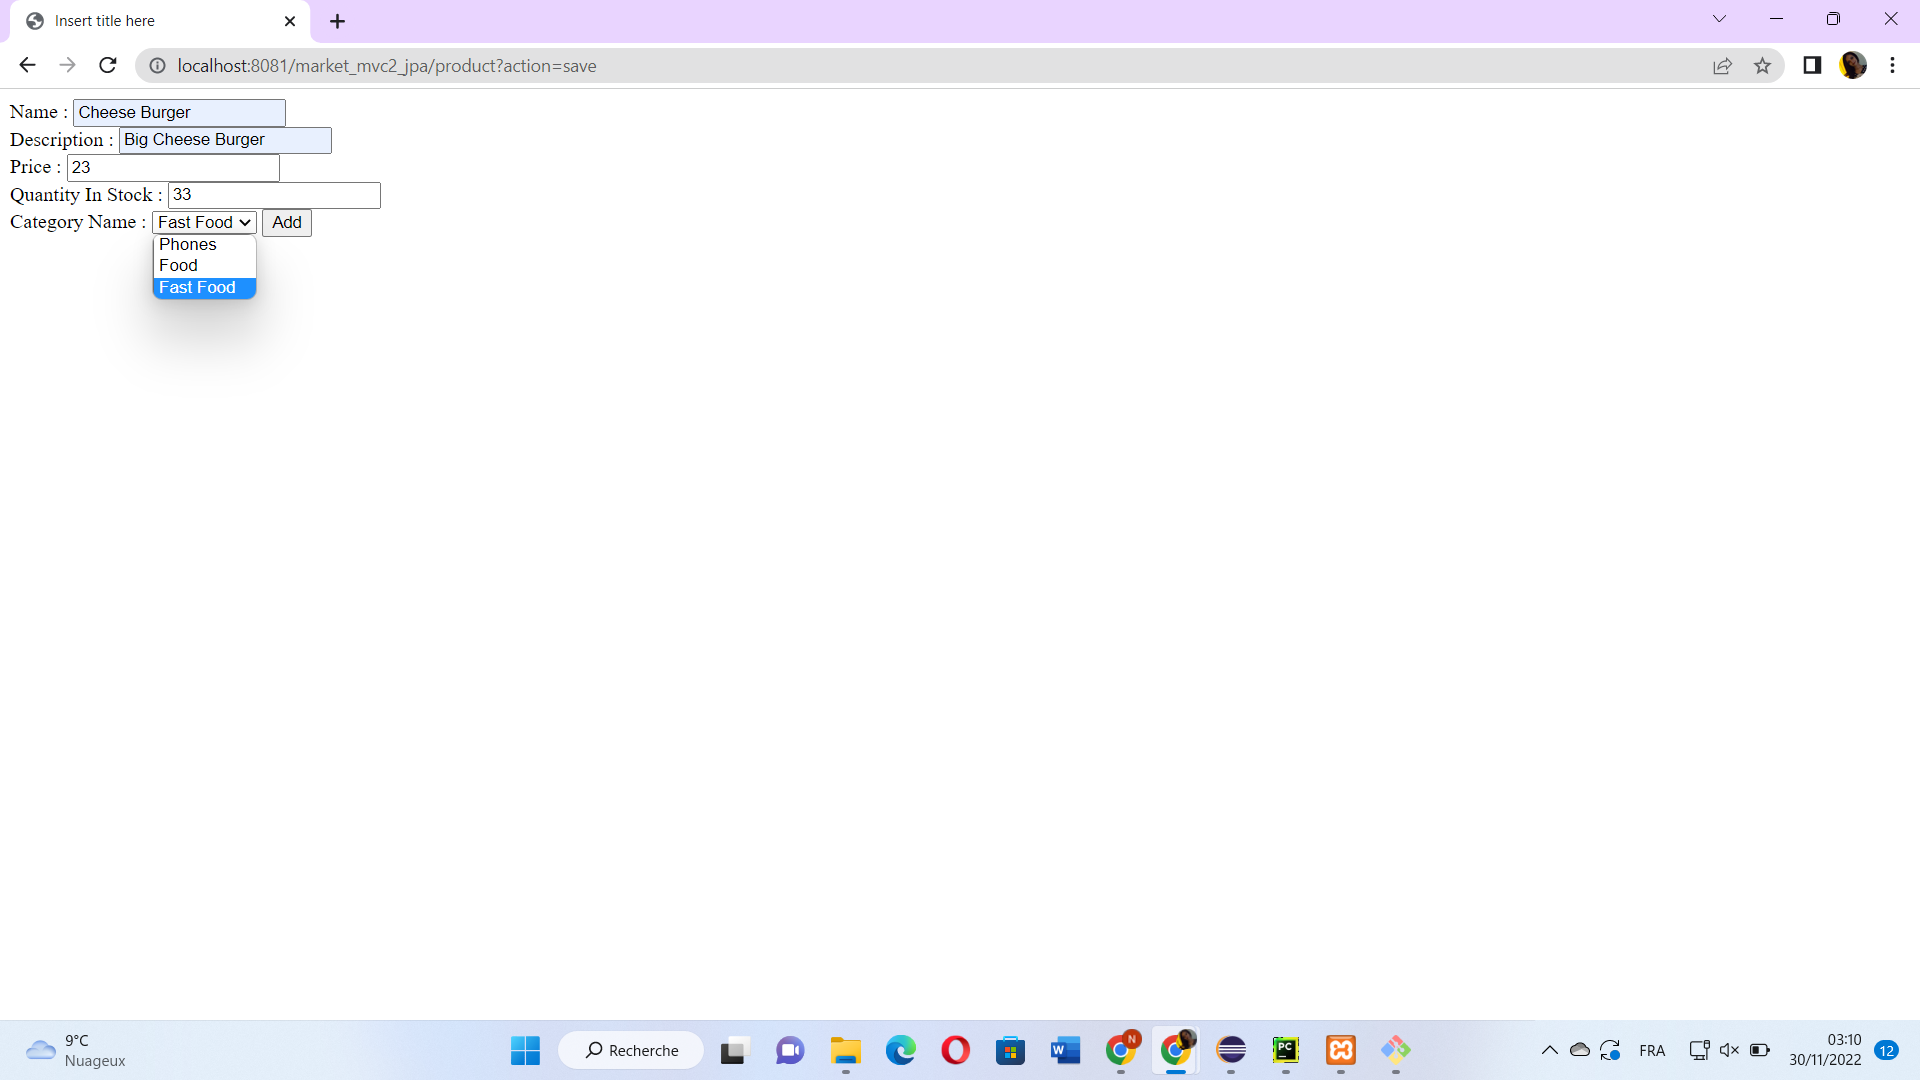 Insert title here
localhost:8081/market_mvc2_jpa/product?action=save
Name : Cheese Burger
Description : Big Cheese Burger
Price : 23
Quantity In Stock : 33
Category Name : Fast Food Add
Phones
Food
Fast Food
9°C
Nuageux
Recherche
W
N
PC
FRA
03:10
30/11/2022
12